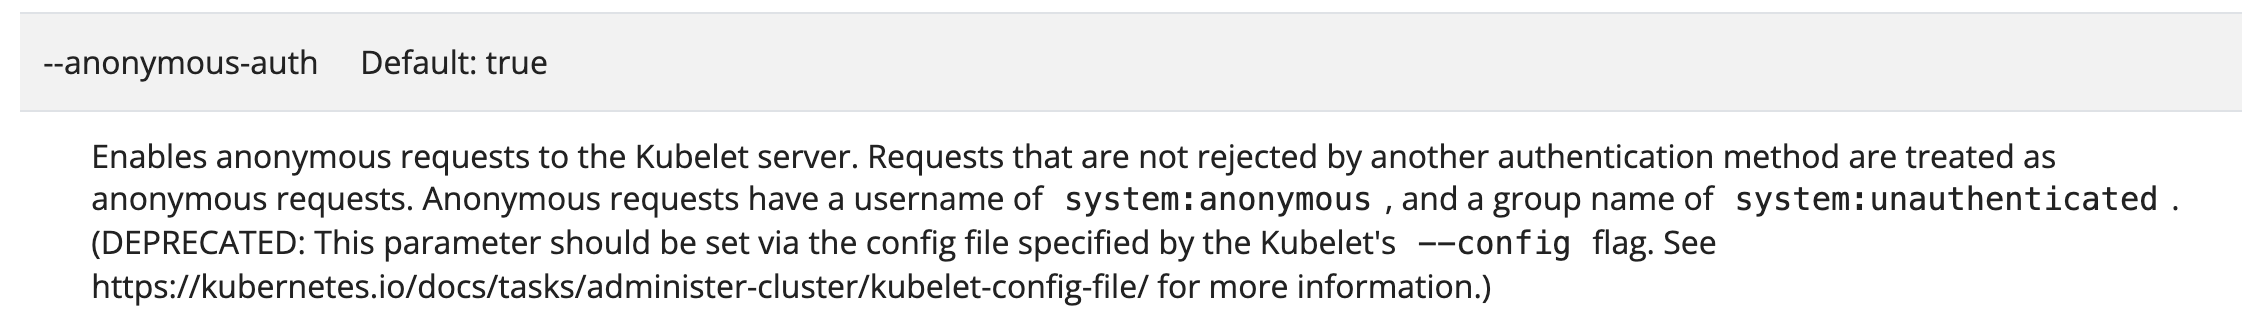 --anonymous-auth     Default: true
Enables anonymous requests to the Kubelet server. Requests that are not rejected by another authentication method are treated as
anonymous requests. Anonymous requests have a username of system:anonymous , and a group name of system:unauthenticated .
(DEPRECATED: This parameter should be set via the config file specified by the Kubelet's --config flag. See
https://kubernetes.io/docs/tasks/administer-cluster/kubelet-config-file/ for more information.)